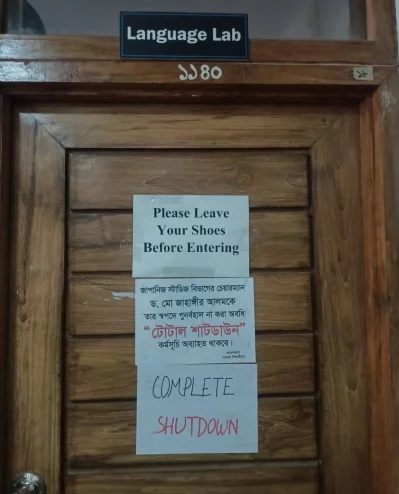 Language Lab
১১৪০
১৮
Please Leave
Your Shoes
Before Entering
জাপানিজ স্টাডিজ বিভাগের চেয়ারম্যান
ড. মো জাহাঙ্গীর আলমকে
তার স্বপদে পুনর্বহাল না করা অবধি
“টোটাল শাটডাউন”
কর্মসূচি অব্যাহত থাকবে।
COMPLETE
SHUTDOWN